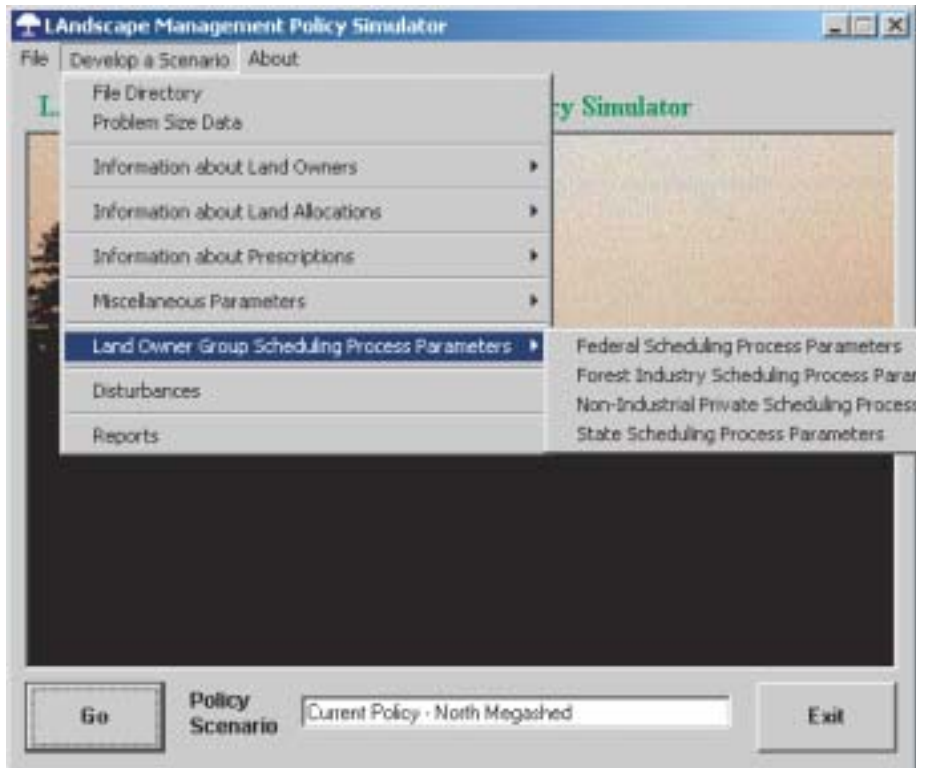 LAndscape Management Policy Simulator
File Develop a Scenario About
L
cy Simulator
File Directory
Problem Size Data
Information about Land Owners
Information about Land Allocations
Information about Prescriptions
Miscellaneous Parameters
Land Owner Group Scheduling Process Parameters
Federal Scheduling Process Parameters
Forest Industry Scheduling Process Parar
Non-Industrial Private Scheduling Process
State Scheduling Process Parameters
Disturbances
Reports
Go
Policy
Scenario
Current Policy - North Megashed
Exit